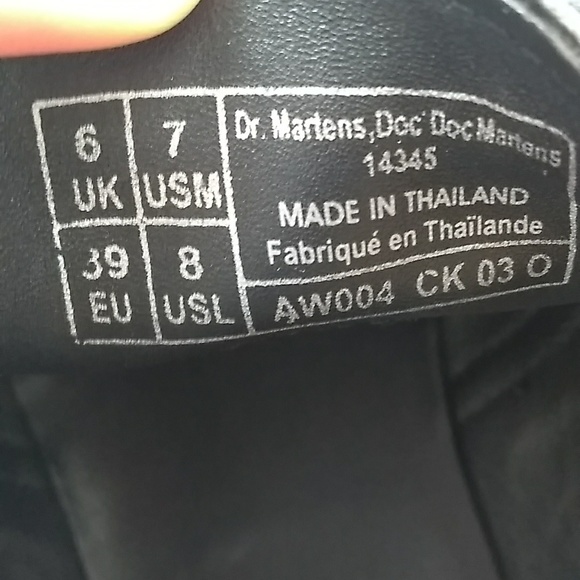 6 UK
7 USM
39 EU
8 USL
Dr. Martens, Doc' Doc Martens
14345
MADE IN THAILAND
Fabriqué en Thaïlande
AW004 CK 03 O